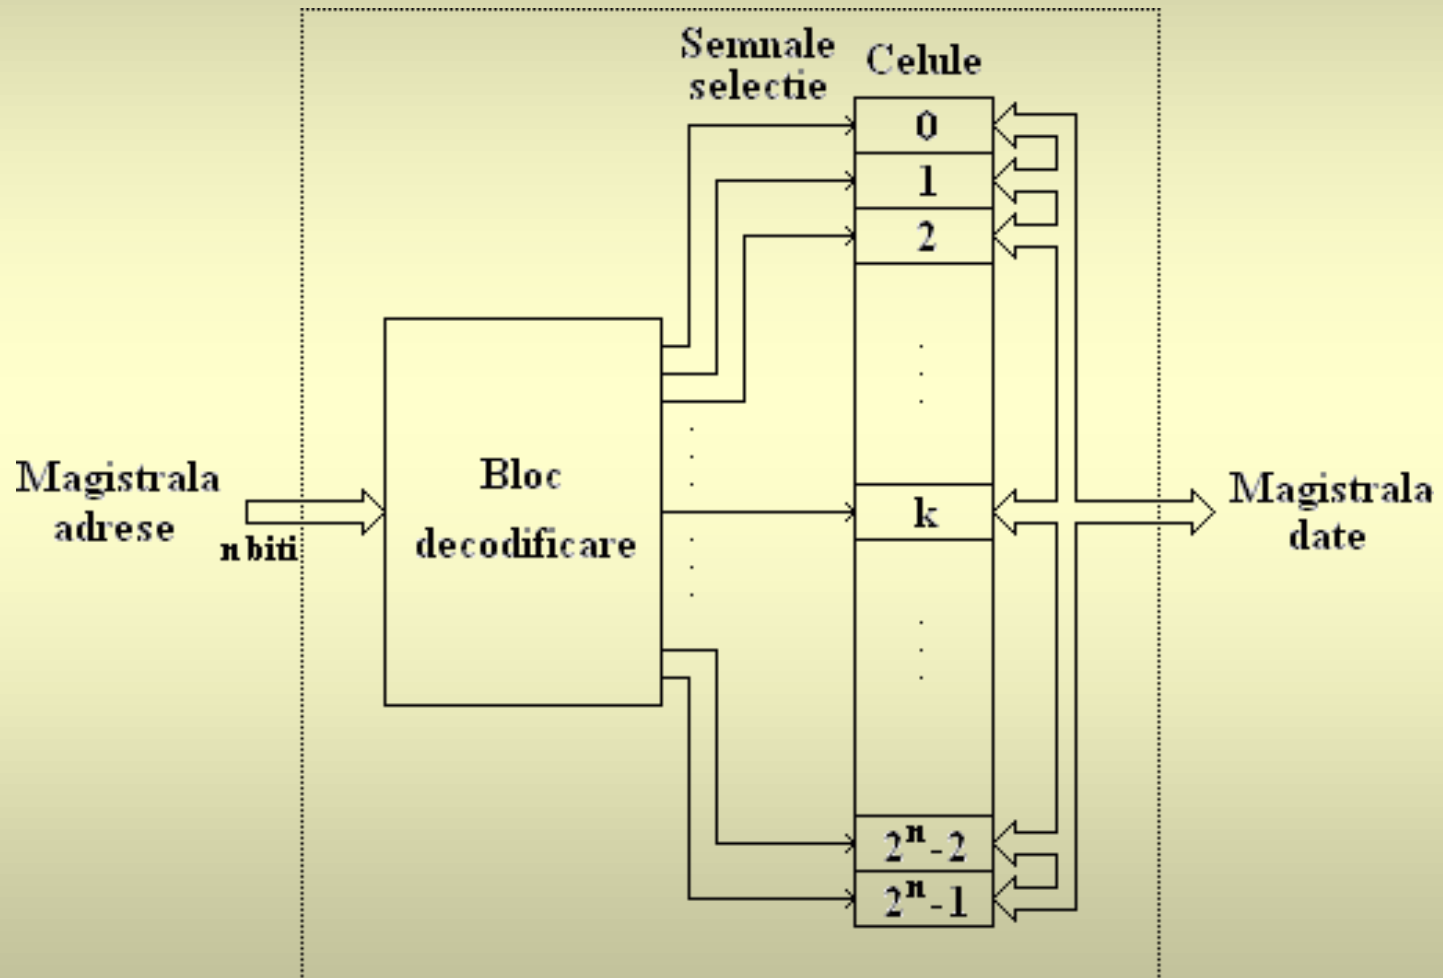 Semnale
selectie
Celule
0
1
2
Magistrala
adrese
n biti
Bloc
decodificare
k
Magistrala
date
2ⁿ-2
2ⁿ-1